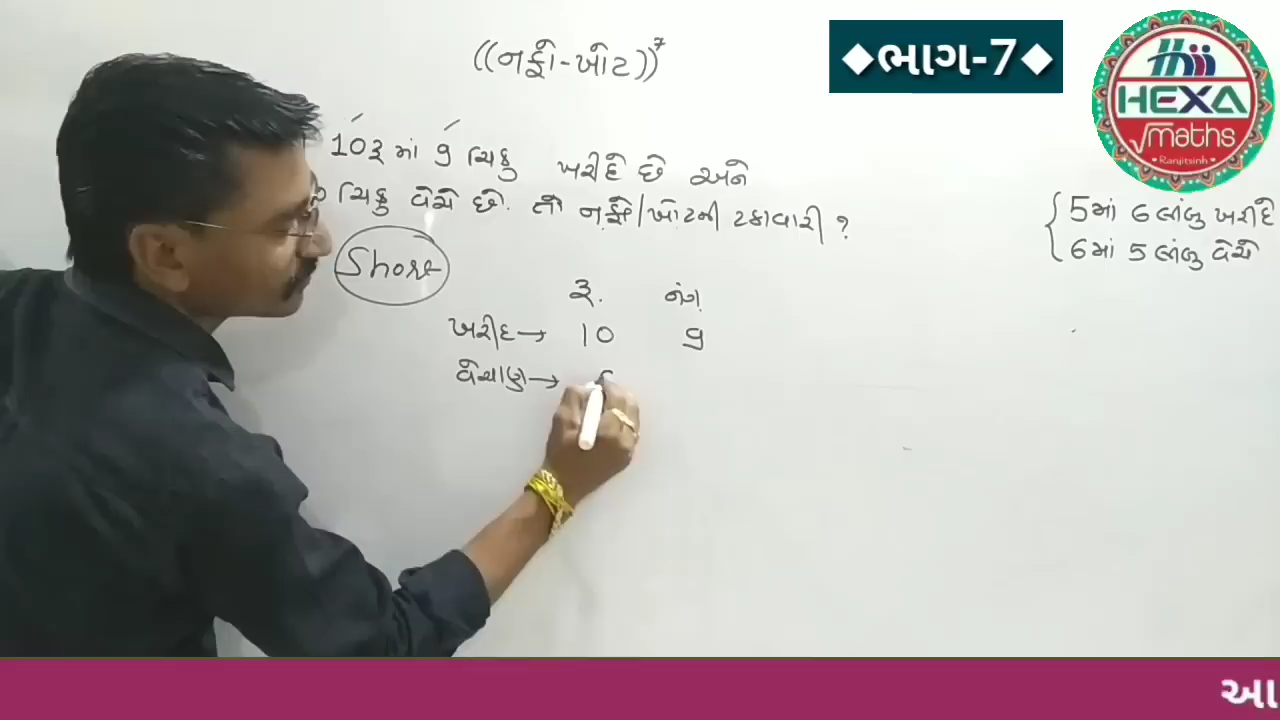 ((નફો-ખોટ))⁷
◆ભાગ-7◆
HEXA
maths
Ranjitsinh
10રૂ માં 9 ચિકુ ખરીદે છે અને
ચિકુ વેચે છે. તો નફો/ખોટની ટકાવારી ?
{ 5માં 6 લીંબુ ખરીદે
6માં 5 લીંબુ વેચે
Short
રૂ. નંગ
ખરીદ→ 10 9
વેચાણ→
આ